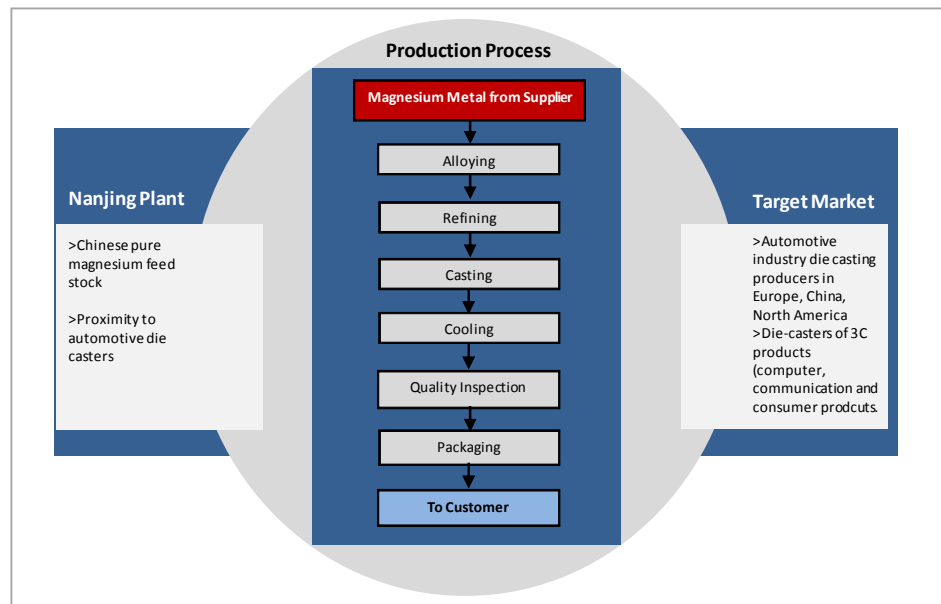 Production Process
Magnesium Metal from Supplier
Alloying
Refining
Casting
Cooling
Quality Inspection
Packaging
To Customer
Nanjing Plant
>Chinese pure
magnesium feed
stock
>Proximity to
automotive die
casters
Target Market
>Automotive
industry die casting
producers in
Europe, China,
North America
>Die-casters of 3C
products
(computer,
communication and
consumer prodcuts.